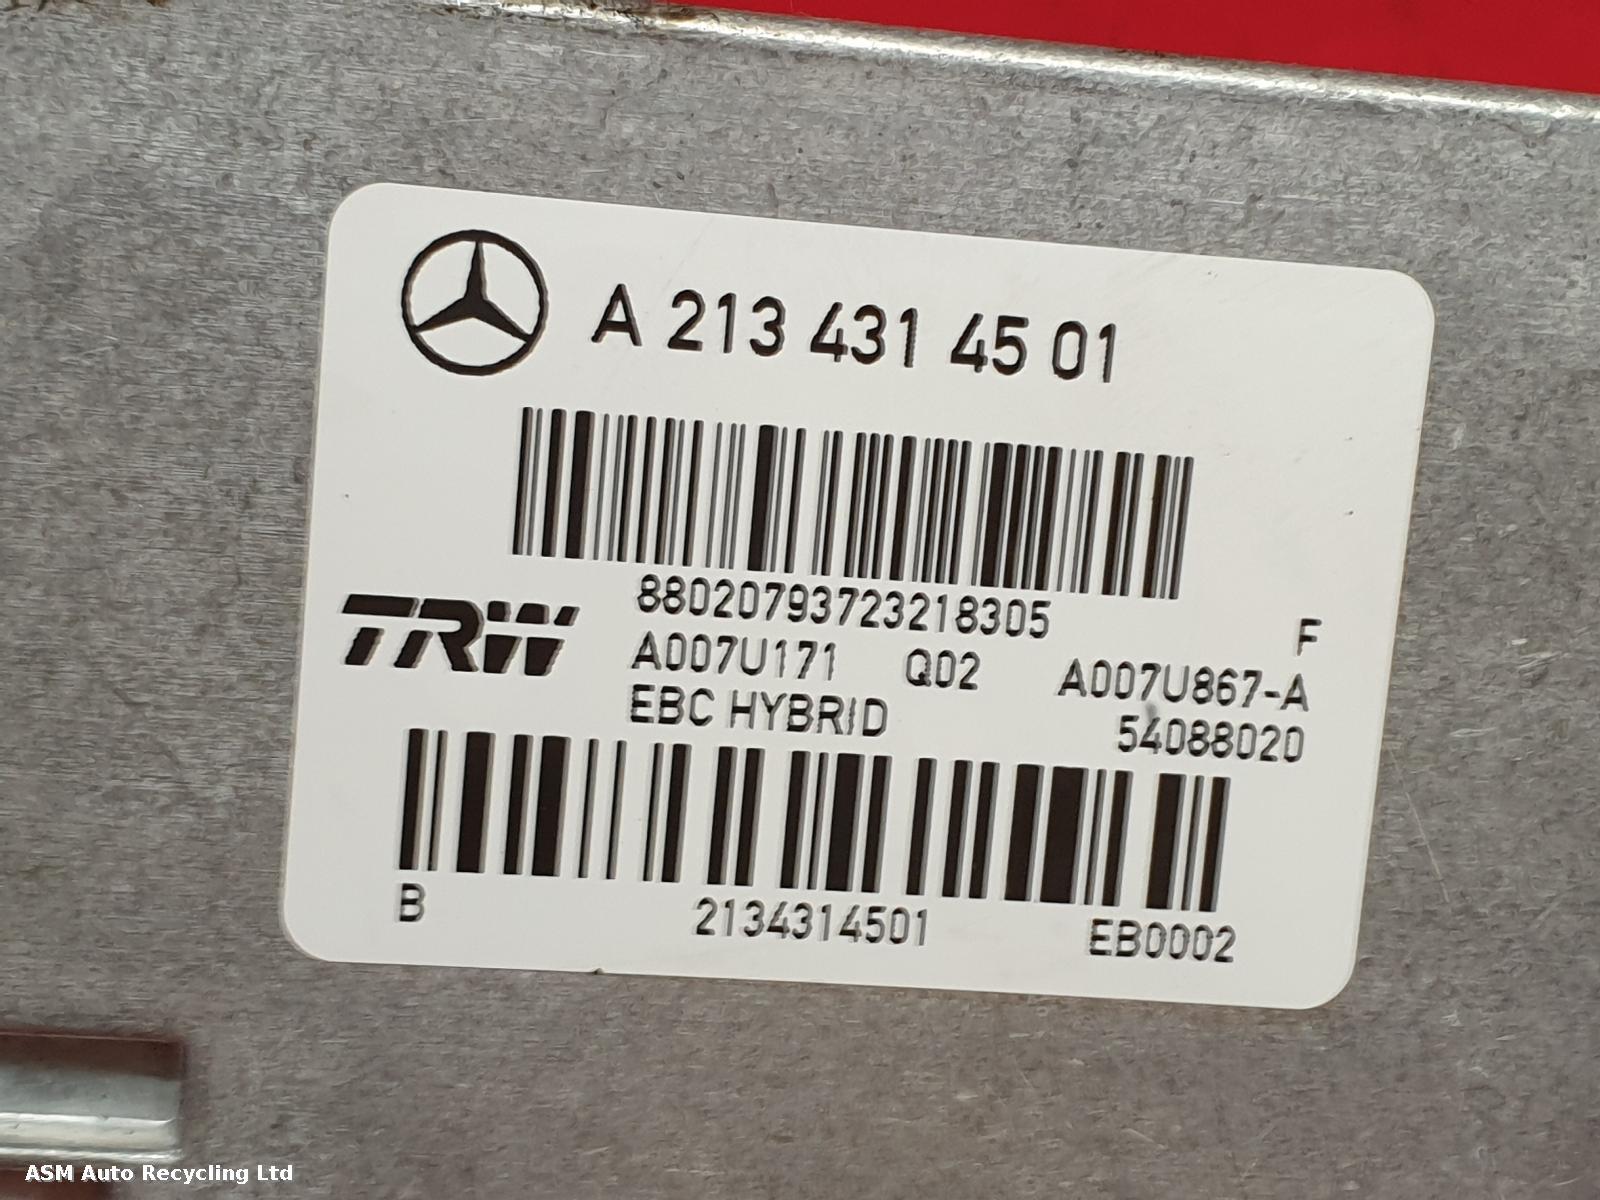 A 213 431 45 01
88020793723218305
F
TRW
A007U171 Q02 A007U867-A
EBC HYBRID 54088020
B 2134314501 EB0002
ASM Auto Recycling Ltd